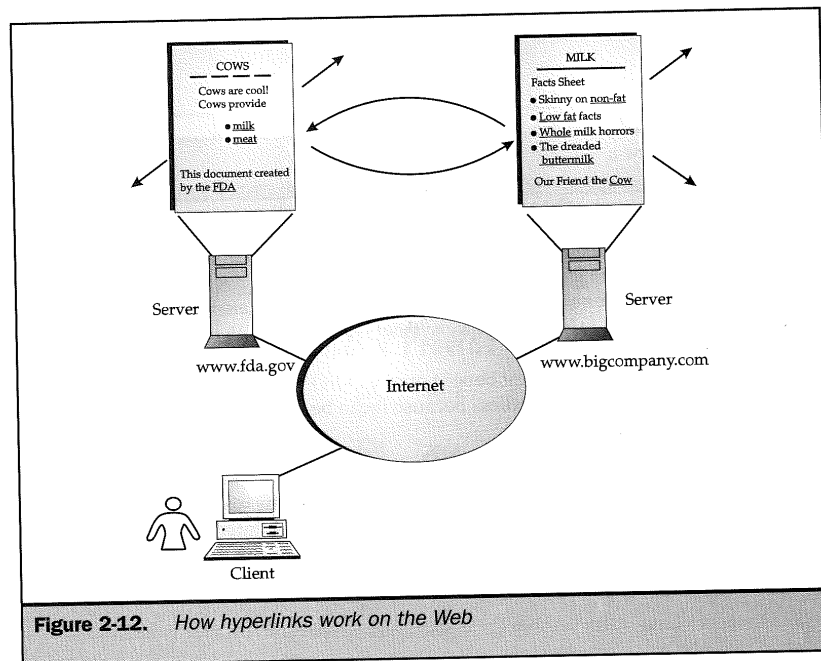 COWS
Cows are cool!
Cows provide
• milk
• meat
This document created
by the FDA
MILK
Facts Sheet
• Skinny on non-fat
• Low fat facts
• Whole milk horrors
• The dreaded
buttermilk
Our Friend the Cow
Server
www.fda.gov
Server
www.bigcompany.com
Internet
Client
Figure 2-12. How hyperlinks work on the Web